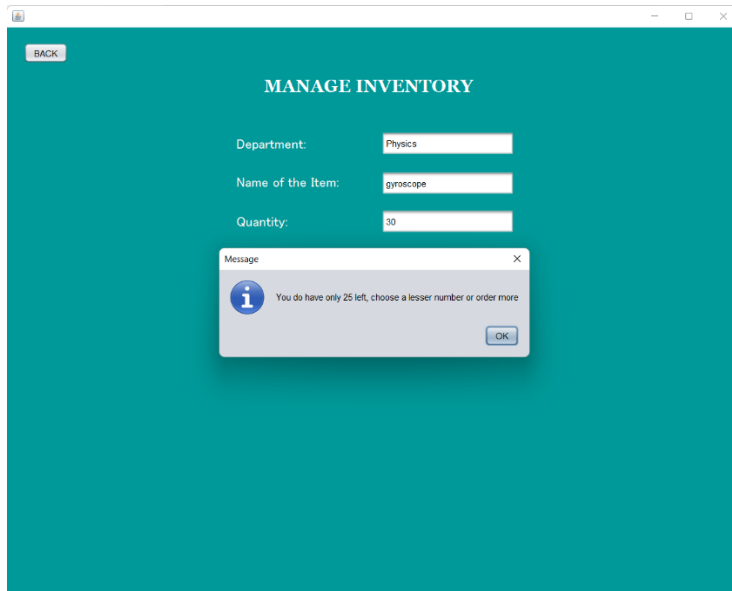 BACK
MANAGE INVENTORY
Department: Physics
Name of the Item: gyroscope
Quantity: 30
Message
You do have only 25 left, choose a lesser number or order more
OK